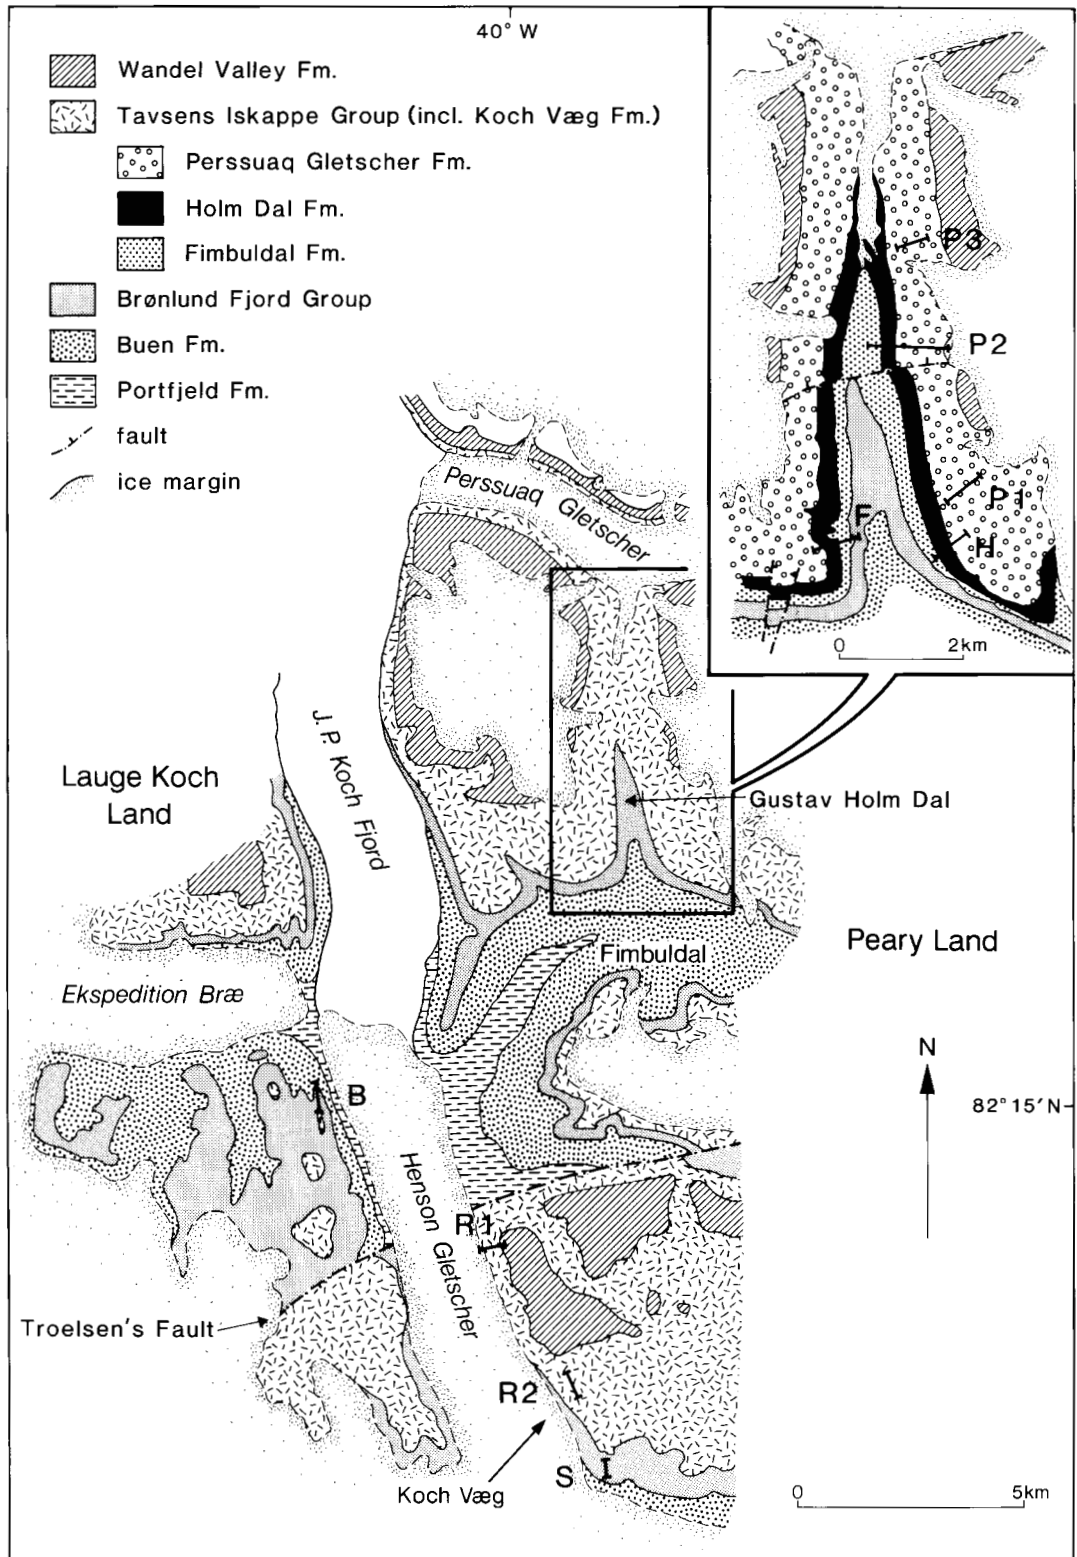 40° W
Wandel Valley Fm.
Tavsens Iskappe Group (incl. Koch Væg Fm.)
Perssuaq Gletscher Fm.
Holm Dal Fm.
Fimbuldal Fm.
Brønlund Fjord Group
Buen Fm.
Portfjeld Fm.
fault
ice margin
P3
P2
P1
F
H
0 2km
Perssuaq Gletscher
J.P. Koch Fjord
Lauge Koch
Land
Gustav Holm Dal
Peary Land
Fimbuldal
Ekspedition Bræ
N
82° 15′N
B
Henson Gletscher
R1
Troelsen's Fault
R2
Koch Væg
S
0 5km